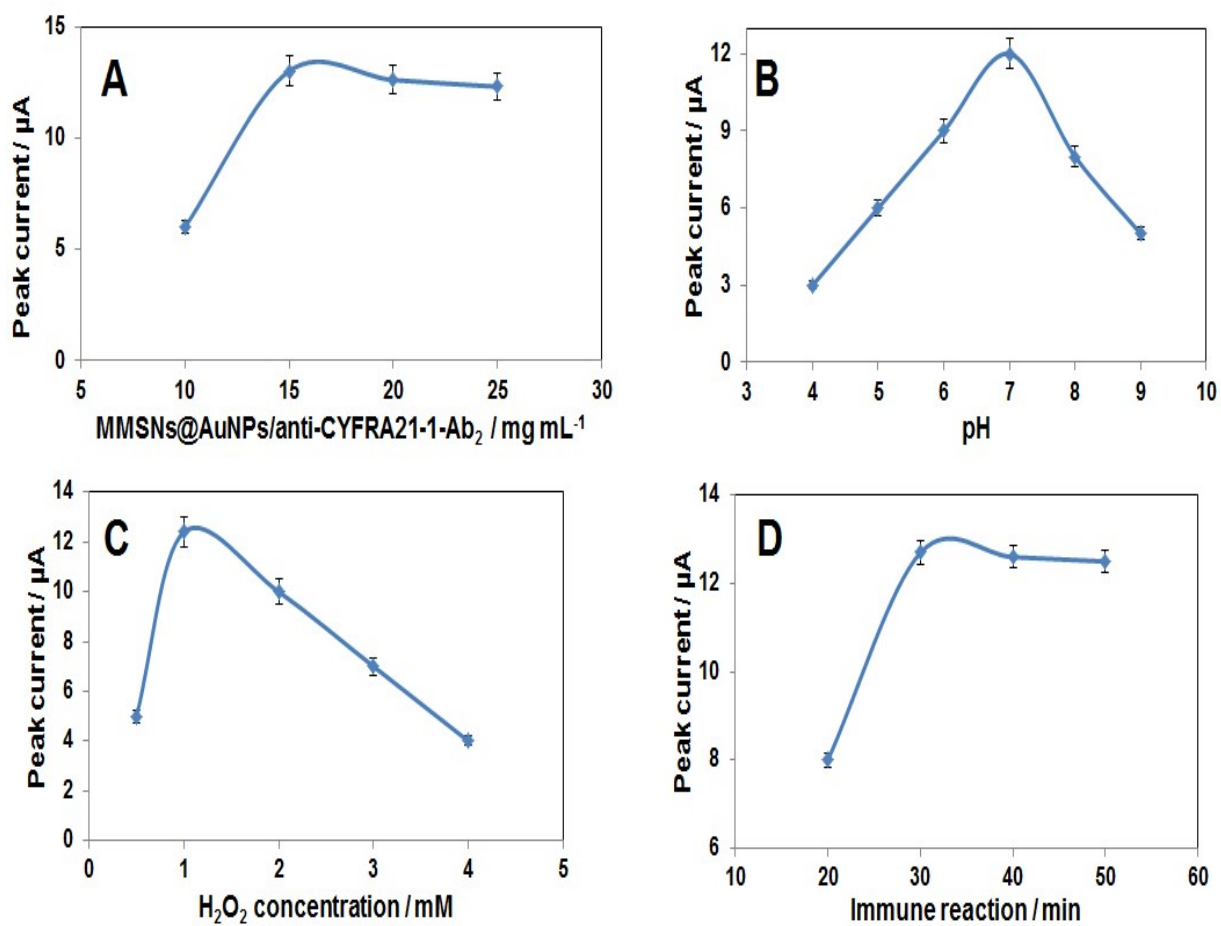 A
Peak current / µA
15
10
5
0
5 10 15 20 25 30
MMSNs@AuNPs/anti-CYFRA21-1-Ab₂ / mg mL⁻¹
B
Peak current / µA
12
9
6
3
0
3 4 5 6 7 8 9 10
pH
C
Peak current / µA
14
12
10
8
6
4
2
0
0 1 2 3 4 5
H₂O₂ concentration / mM
D
Peak current / µA
14
12
10
8
6
10 20 30 40 50 60
Immune reaction / min